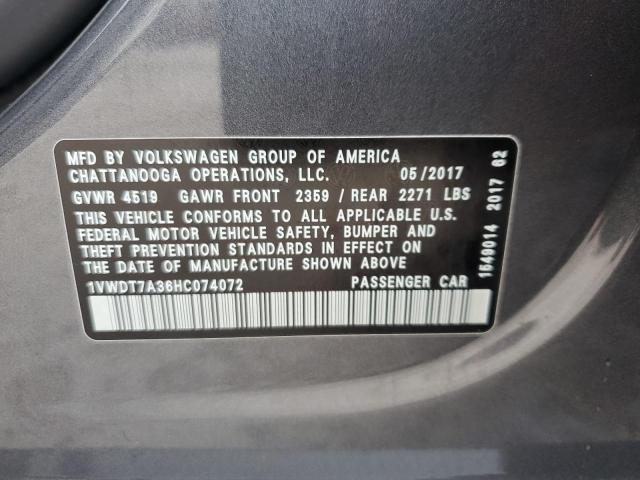 MFD BY VOLKSWAGEN GROUP OF AMERICA
CHATTANOOGA OPERATIONS, LLC. 05/2017
GVWR 4519 GAWR FRONT 2359 / REAR 2271 LBS
THIS VEHICLE CONFORMS TO ALL APPLICABLE U.S.
FEDERAL MOTOR VEHICLE SAFETY, BUMPER AND
THEFT PREVENTION STANDARDS IN EFFECT ON
THE DATE OF MANUFACTURE SHOWN ABOVE
1VWDT7A36HC074072 PASSENGER CAR
1549014 2017 62